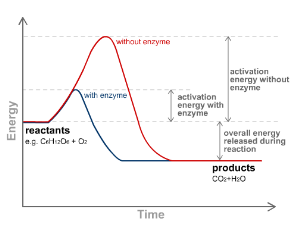 without enzyme
with enzyme
activation
energy without
enzyme
activation
energy with
enzyme
Energy
reactants
e.g. C6H12O6 + O2
overall energy
released during
reaction
products
CO2+H2O
Time